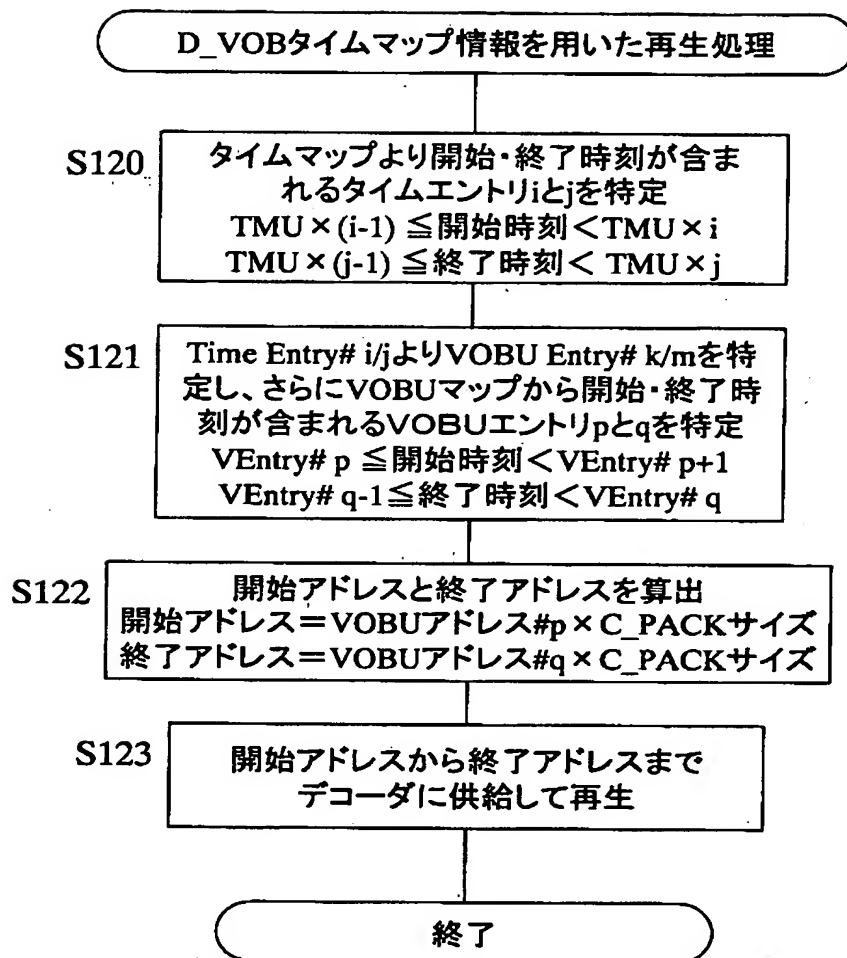 D_VOBタイムマップ情報を用いた再生処理
S120
タイムマップより開始・終了時刻が含ま
れるタイムエントリiとjを特定
TMU×(i-1) ≦開始時刻<TMU×i
TMU×(j-1) ≦終了時刻< TMU×j
S121
Time Entry# i/jよりVOBU Entry# k/mを特
定し、さらにVOBUマップから開始・終了時
刻が含まれるVOBUエントリpとqを特定
VEntry# p ≦開始時刻<VEntry# p+1
VEntry# q-1≦終了時刻<VEntry# q
S122
開始アドレスと終了アドレスを算出
開始アドレス=VOBUアドレス#p × C_PACKサイズ
終了アドレス=VOBUアドレス#q × C_PACKサイズ
S123
開始アドレスから終了アドレスまで
デコーダに供給して再生
終了